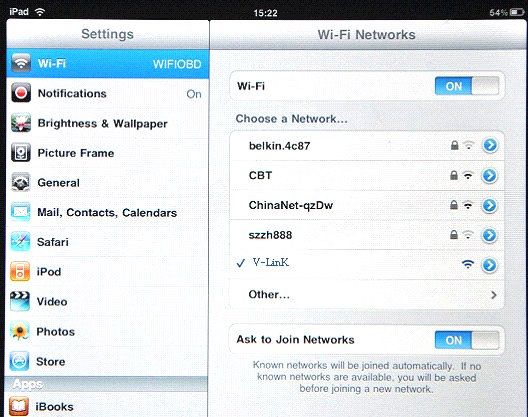 iPad
15:22
54%
Settings
Wi-Fi WIFIOBD
Notifications On
Brightness & Wallpaper
Picture Frame
General
Mail, Contacts, Calendars
Safari
iPod
Video
Photos
Store
Apps
iBooks
Wi-Fi Networks
Wi-Fi ON
Choose a Network...
belkin.4c87
CBT
ChinaNet-qzDw
szzh888
V-LinK
Other...
Ask to Join Networks ON
Known networks will be joined automatically. If no
known networks are available, you will be asked
before joining a new network.